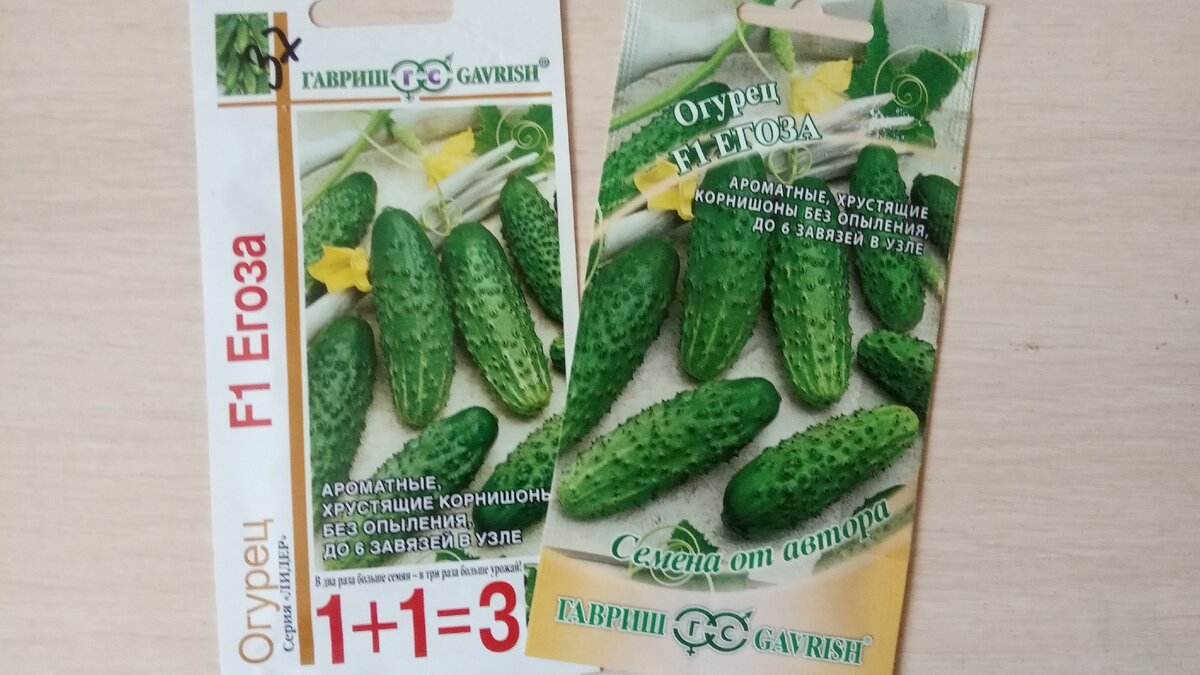 37
ГАВРИШ ГС GAVRISH®
F1 Егоза
Огурец
Серия «ЛИДЕР»
АРОМАТНЫЕ,
ХРУСТЯЩИЕ КОРНИШОНЫ
БЕЗ ОПЫЛЕНИЯ,
ДО 6 ЗАВЯЗЕЙ В УЗЛЕ
В два раза больше семян – в три раза больше урожай!
1+1=3
Огурец
F1 ЕГОЗА
АРОМАТНЫЕ, ХРУСТЯЩИЕ
КОРНИШОНЫ БЕЗ ОПЫЛЕНИЯ,
ДО 6 ЗАВЯЗЕЙ В УЗЛЕ
Семена от автора
ГАВРИШ ГС GAVRISH®